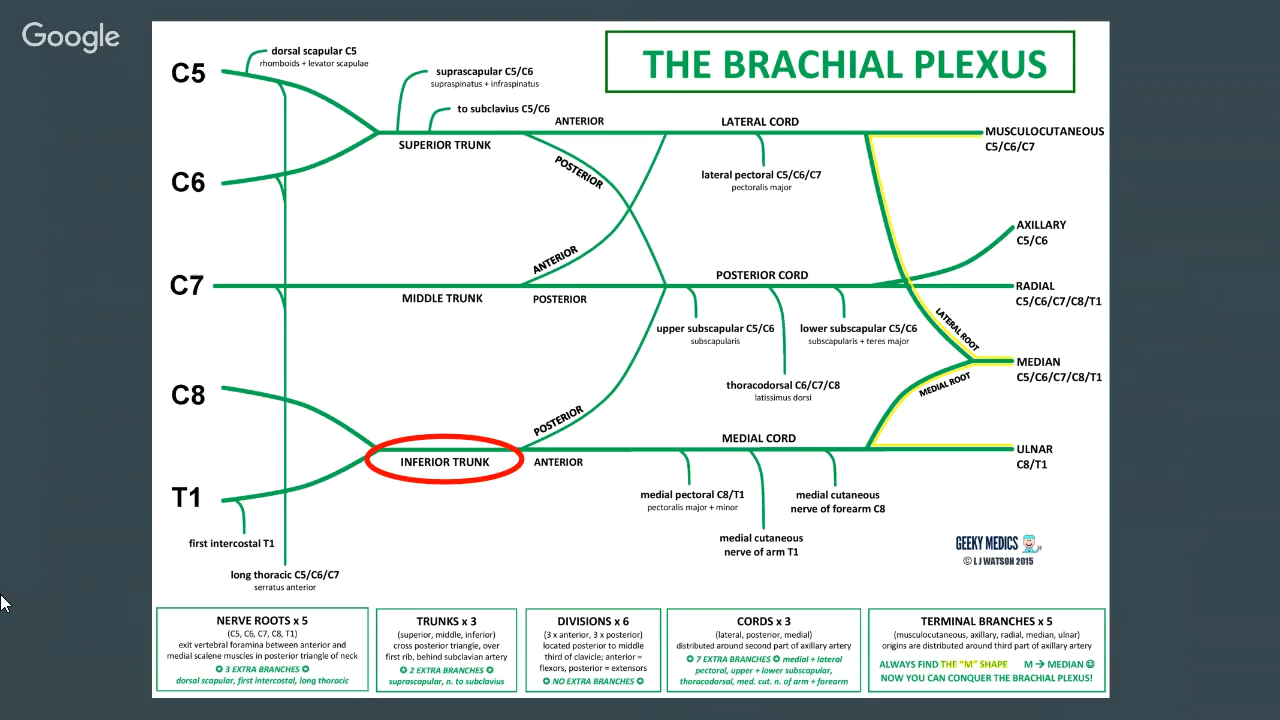 Google
THE BRACHIAL PLEXUS
C5
dorsal scapular C5
rhomboids + levator scapulae
suprascapular C5/C6
supraspinatus + infraspinatus
to subclavius C5/C6
ANTERIOR
LATERAL CORD
MUSCULOCUTANEOUS
C5/C6/C7
SUPERIOR TRUNK
POSTERIOR
lateral pectoral C5/C6/C7
pectoralis major
C6
AXILLARY
C5/C6
ANTERIOR
C7
MIDDLE TRUNK
POSTERIOR
POSTERIOR CORD
RADIAL
C5/C6/C7/C8/T1
upper subscapular C5/C6
subscapularis
lower subscapular C5/C6
subscapularis + teres major
LATERAL ROOT
thoracodorsal C6/C7/C8
latissimus dorsi
MEDIAN
C5/C6/C7/C8/T1
MEDIAL ROOT
C8
POSTERIOR
MEDIAL CORD
ULNAR
C8/T1
INFERIOR TRUNK
ANTERIOR
T1
medial pectoral C8/T1
pectoralis major + minor
medial cutaneous
nerve of forearm C8
medial cutaneous
nerve of arm T1
first intercostal T1
long thoracic C5/C6/C7
serratus anterior
GEEKY MEDICS
© L J WATSON 2015
NERVE ROOTS x 5
(C5, C6, C7, C8, T1)
exit vertebral foramina between anterior and
medial scalene muscles in posterior triangle of neck
✪ 3 EXTRA BRANCHES ✪
dorsal scapular, first intercostal, long thoracic
TRUNKS x 3
(superior, middle, inferior)
cross posterior triangle, over
first rib, behind subclavian artery
✪ 2 EXTRA BRANCHES ✪
suprascapular, n. to subclavius
DIVISIONS x 6
(3 x anterior, 3 x posterior)
located posterior to middle
third of clavicle; anterior =
flexors, posterior = extensors
✪ NO EXTRA BRANCHES ✪
CORDS x 3
(lateral, posterior, medial)
distributed around second part of axillary artery
✪ 7 EXTRA BRANCHES ✪ medial + lateral
pectoral, upper + lower subscapular,
thoracodorsal, med. cut. n. of arm + forearm
TERMINAL BRANCHES x 5
(musculocutaneous, axillary, radial, median, ulnar)
origins are distributed around third part of axillary artery
ALWAYS FIND THE "M" SHAPE M → MEDIAN ☺
NOW YOU CAN CONQUER THE BRACHIAL PLEXUS!